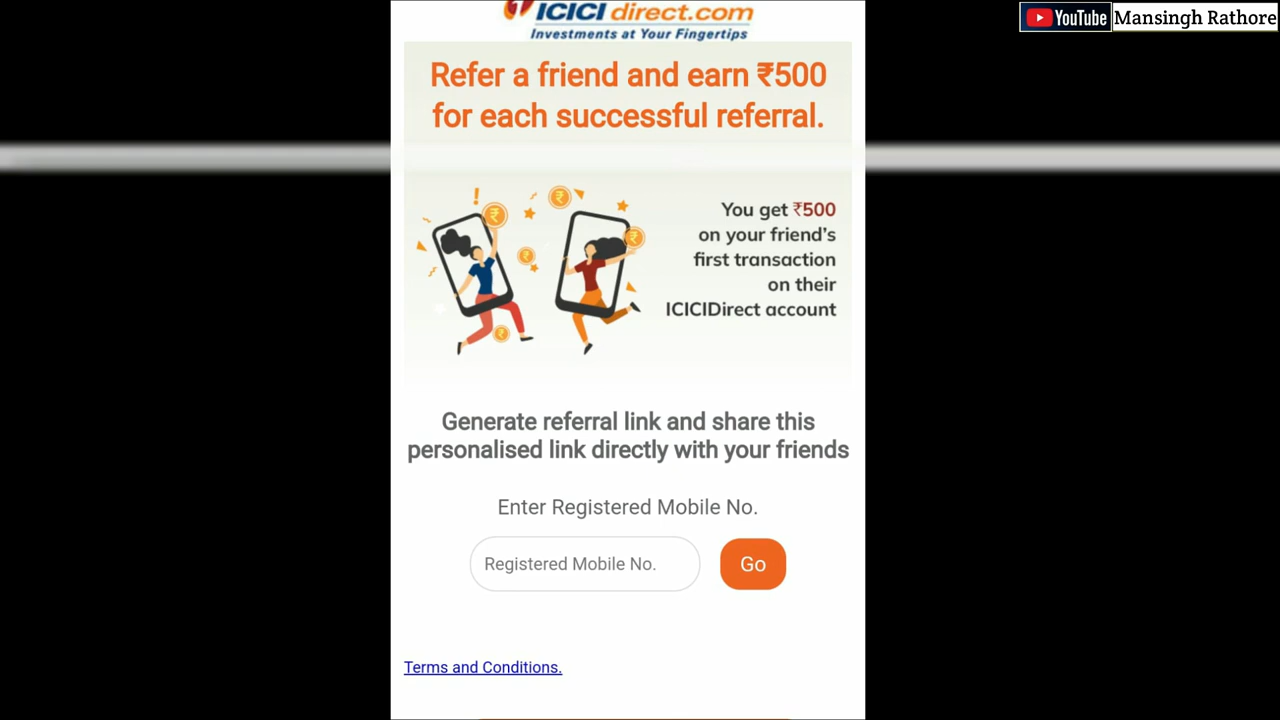 YouTube Mansingh Rathore
ICICI direct.com
Investments at Your Fingertips
Refer a friend and earn ₹500
for each successful referral.
You get ₹500
on your friend's
first transaction
on their
ICICIDirect account
Generate referral link and share this
personalised link directly with your friends
Enter Registered Mobile No.
Registered Mobile No.
Go
Terms and Conditions.